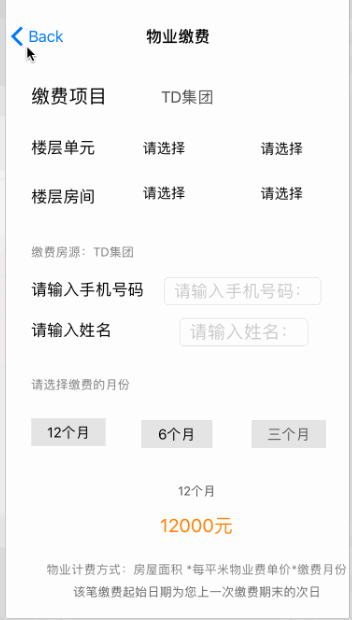 Back 物业缴费
缴费项目 TD集团
楼层单元 请选择 请选择
楼层房间 请选择 请选择
缴费房源：TD集团
请输入手机号码 请输入手机号码：
请输入姓名 请输入姓名：
请选择缴费的月份
12个月 6个月 三个月
12个月
12000元
物业计费方式：房屋面积 *每平米物业费单价*缴费月份
该笔缴费起始日期为您上一次缴费期末的次日